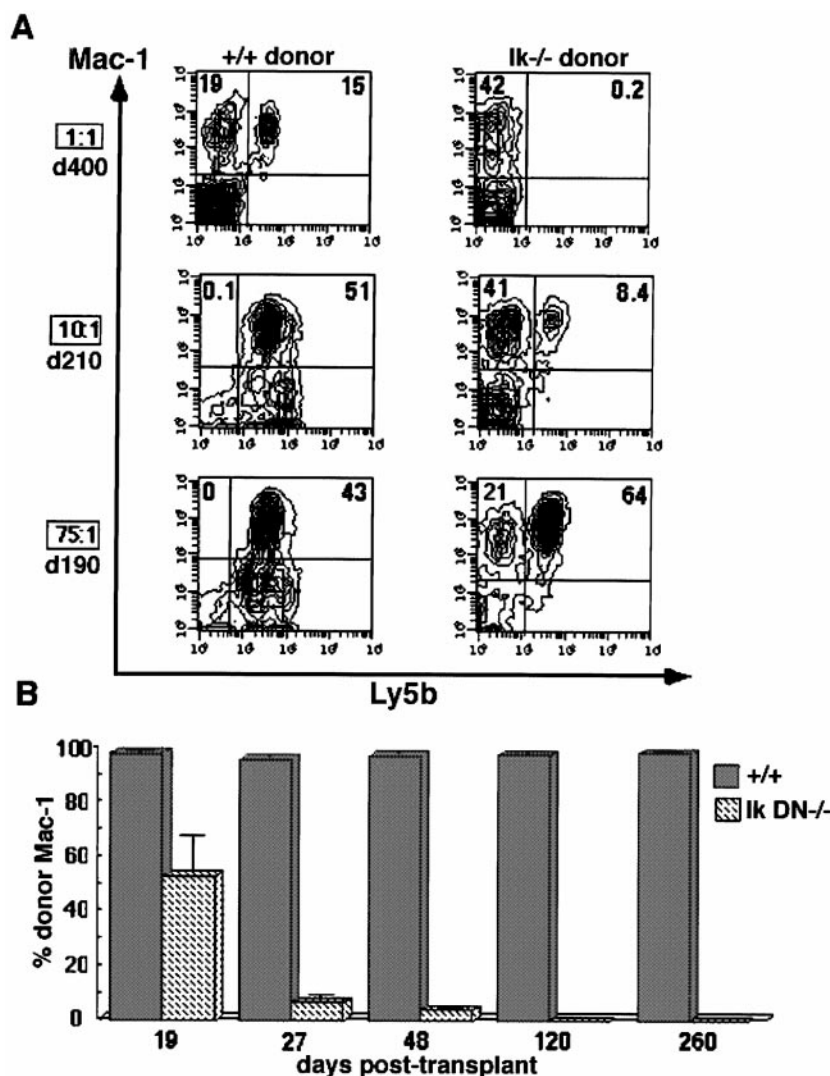 A
Mac-1
+/+ donor
Ik-/- donor
1:1
d400
19
15
42
0.2
10:1
d210
0.1
51
41
8.4
75:1
d190
0
43
21
64
Ly5b
B
% donor Mac-1
100
80
60
40
20
0
19
27
48
120
260
days post-transplant
+/+
Ik DN-/-